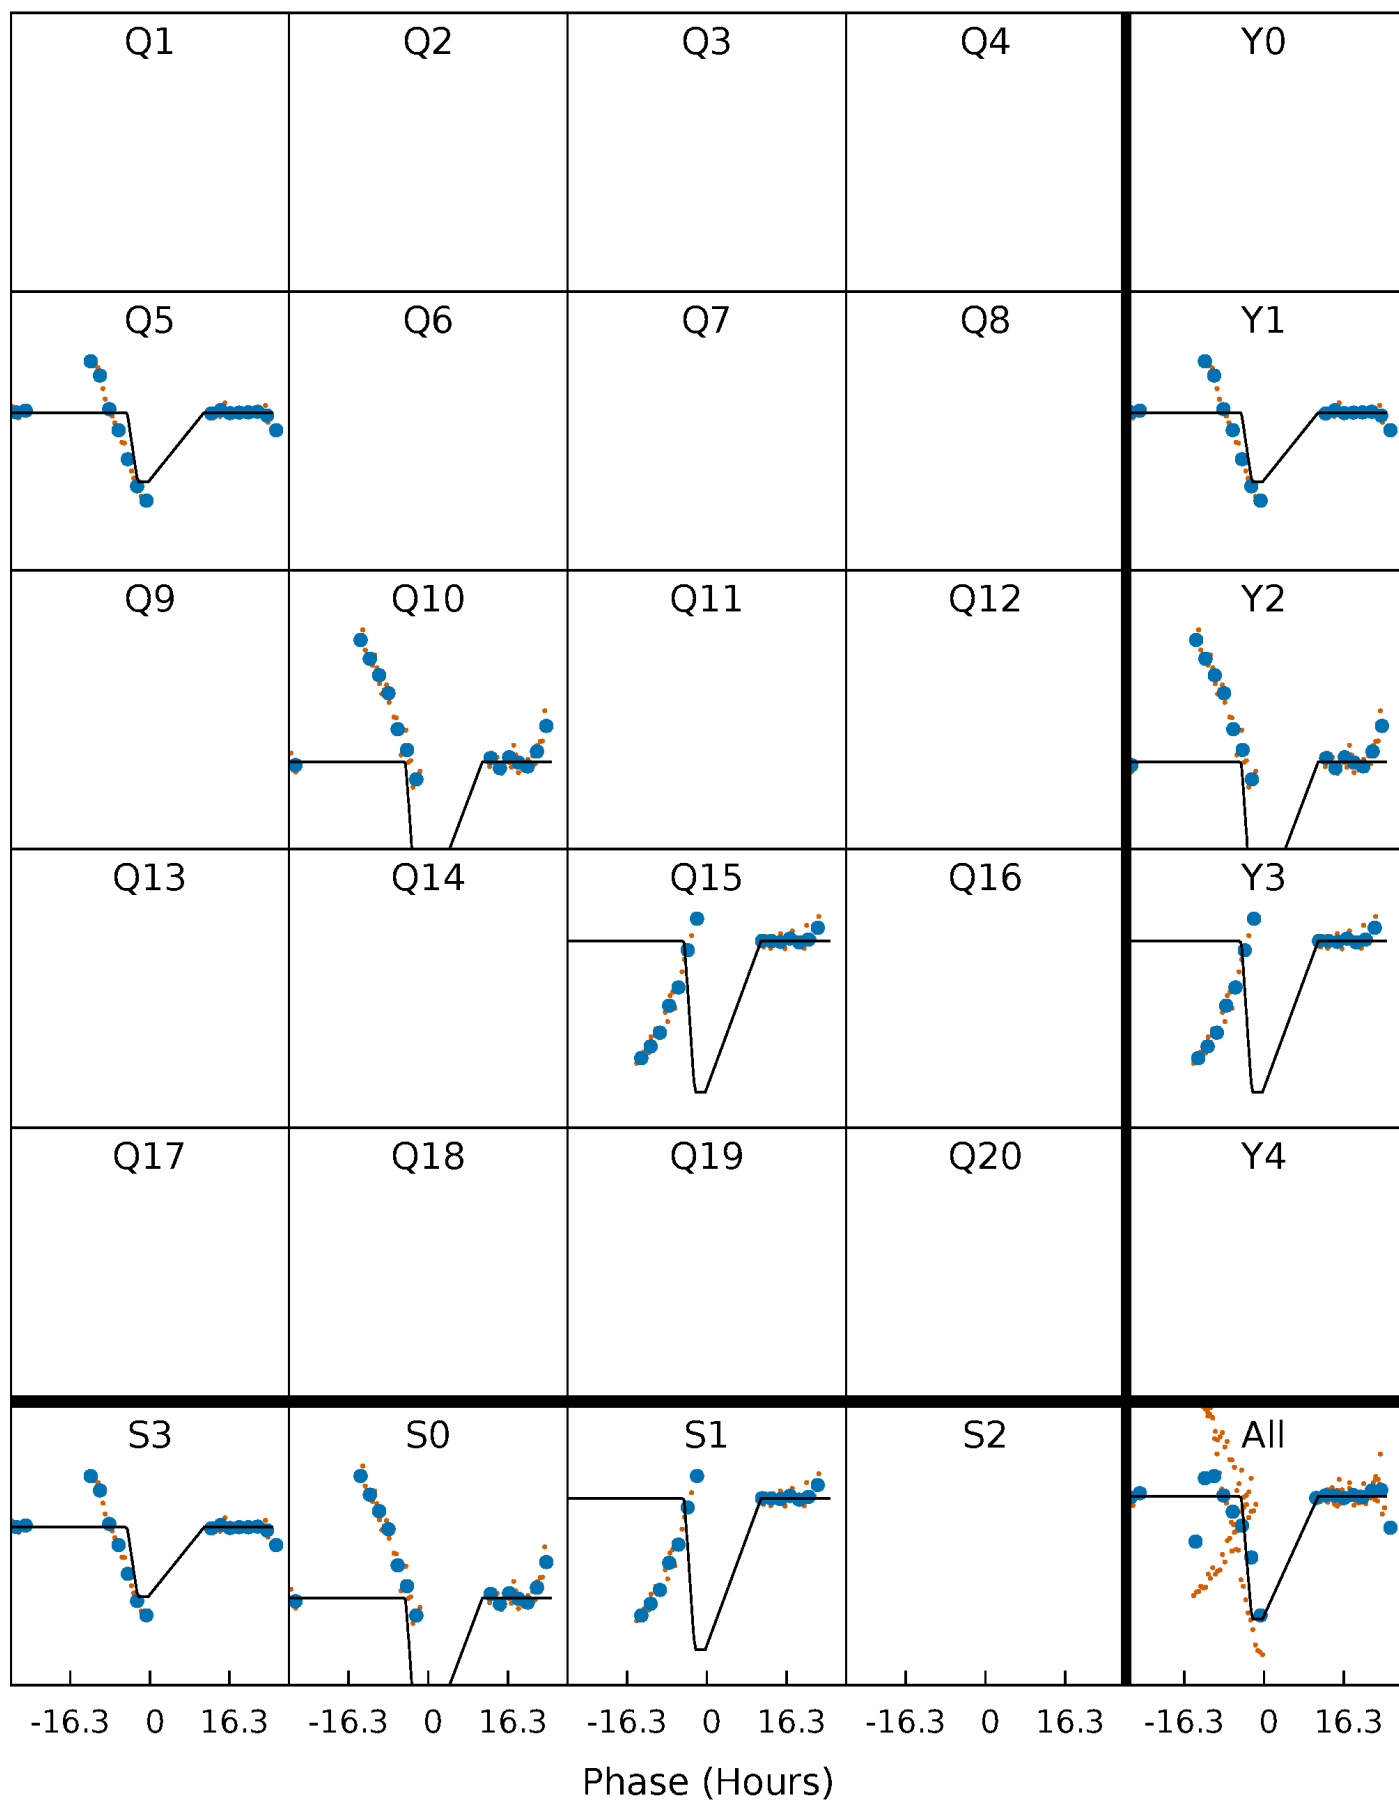 Q1 Q2 Q3 Q4 Y0
Q5 Q6 Q7 Q8 Y1
Q9 Q10 Q11 Q12 Y2
Q13 Q14 Q15 Q16 Y3
Q17 Q18 Q19 Q20 Y4
S3 S0 S1 S2 All
-16.3 0 16.3 -16.3 0 16.3 -16.3 0 16.3 -16.3 0 16.3 -16.3 0 16.3
Phase (Hours)